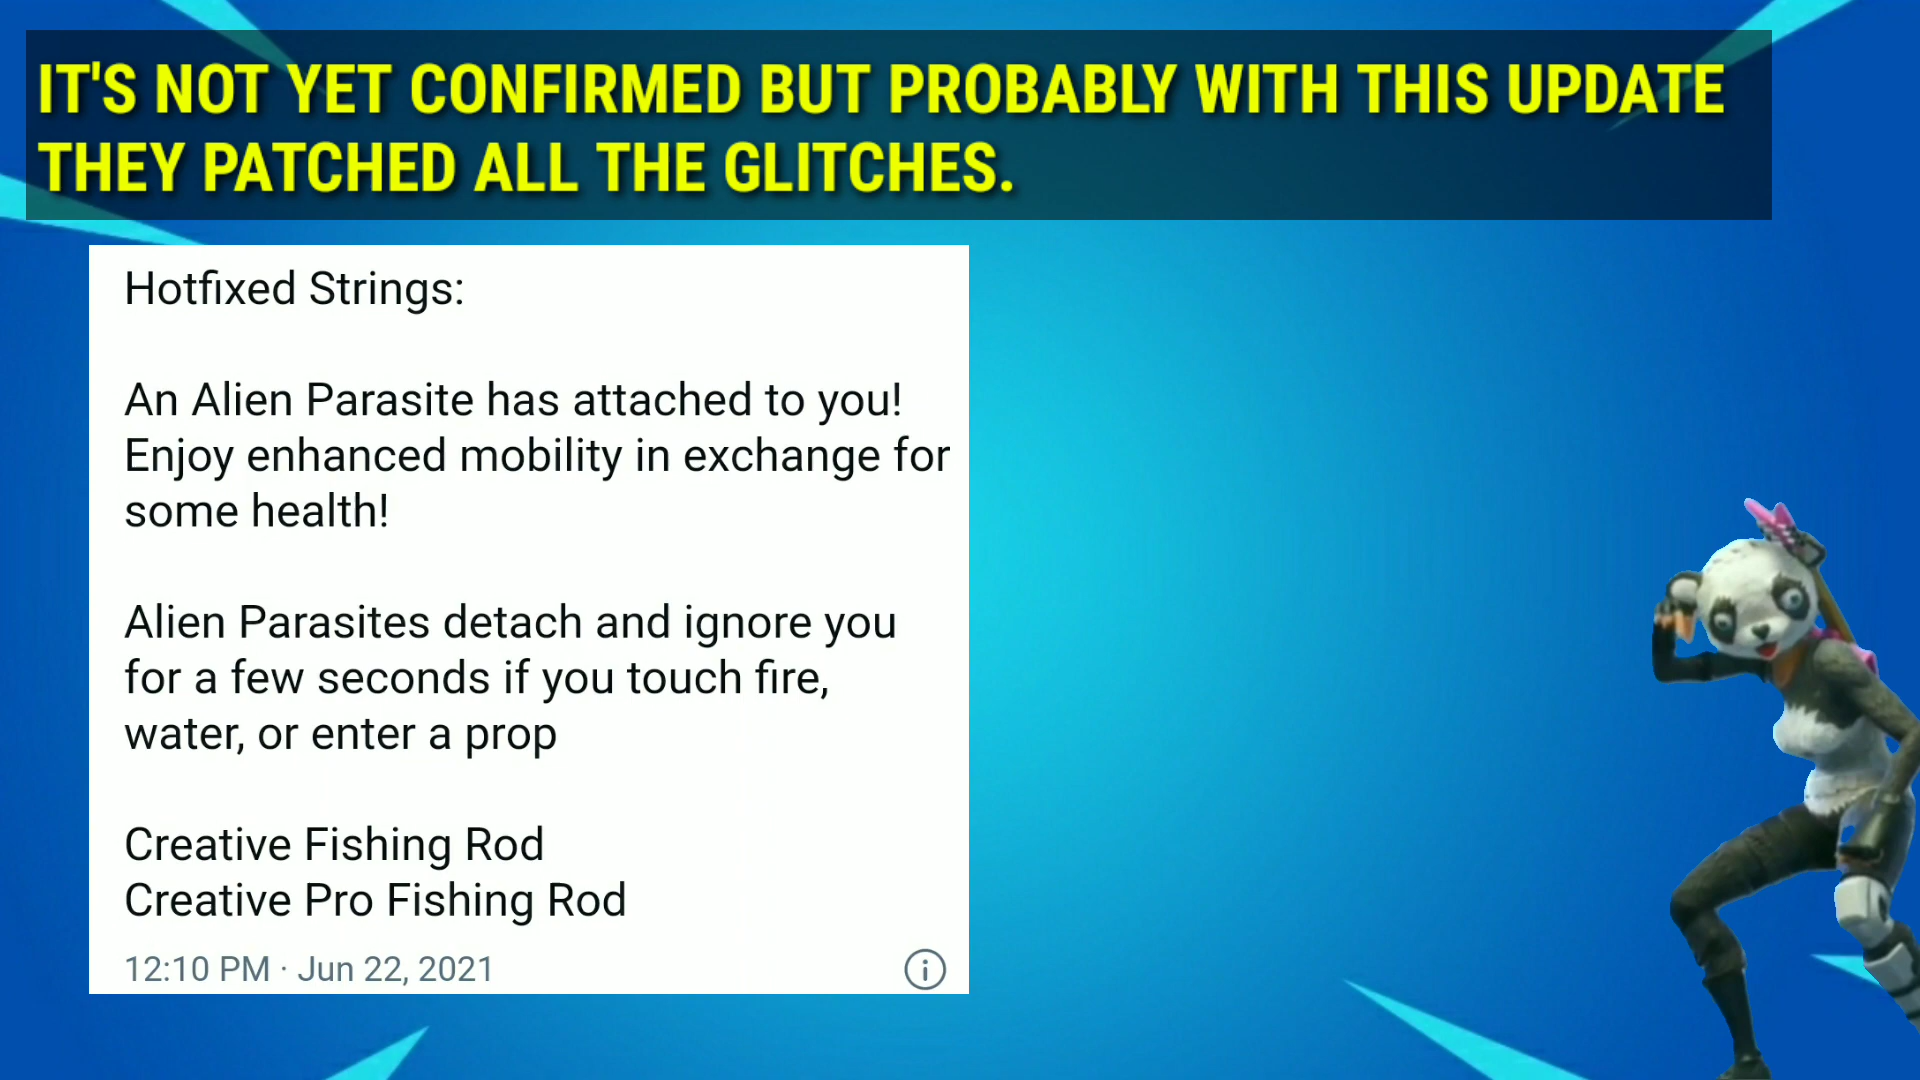 IT'S NOT YET CONFIRMED BUT PROBABLY WITH THIS UPDATE
THEY PATCHED ALL THE GLITCHES.
Hotfixed Strings:
An Alien Parasite has attached to you!
Enjoy enhanced mobility in exchange for
some health!
Alien Parasites detach and ignore you
for a few seconds if you touch fire,
water, or enter a prop
Creative Fishing Rod
Creative Pro Fishing Rod
12:10 PM · Jun 22, 2021